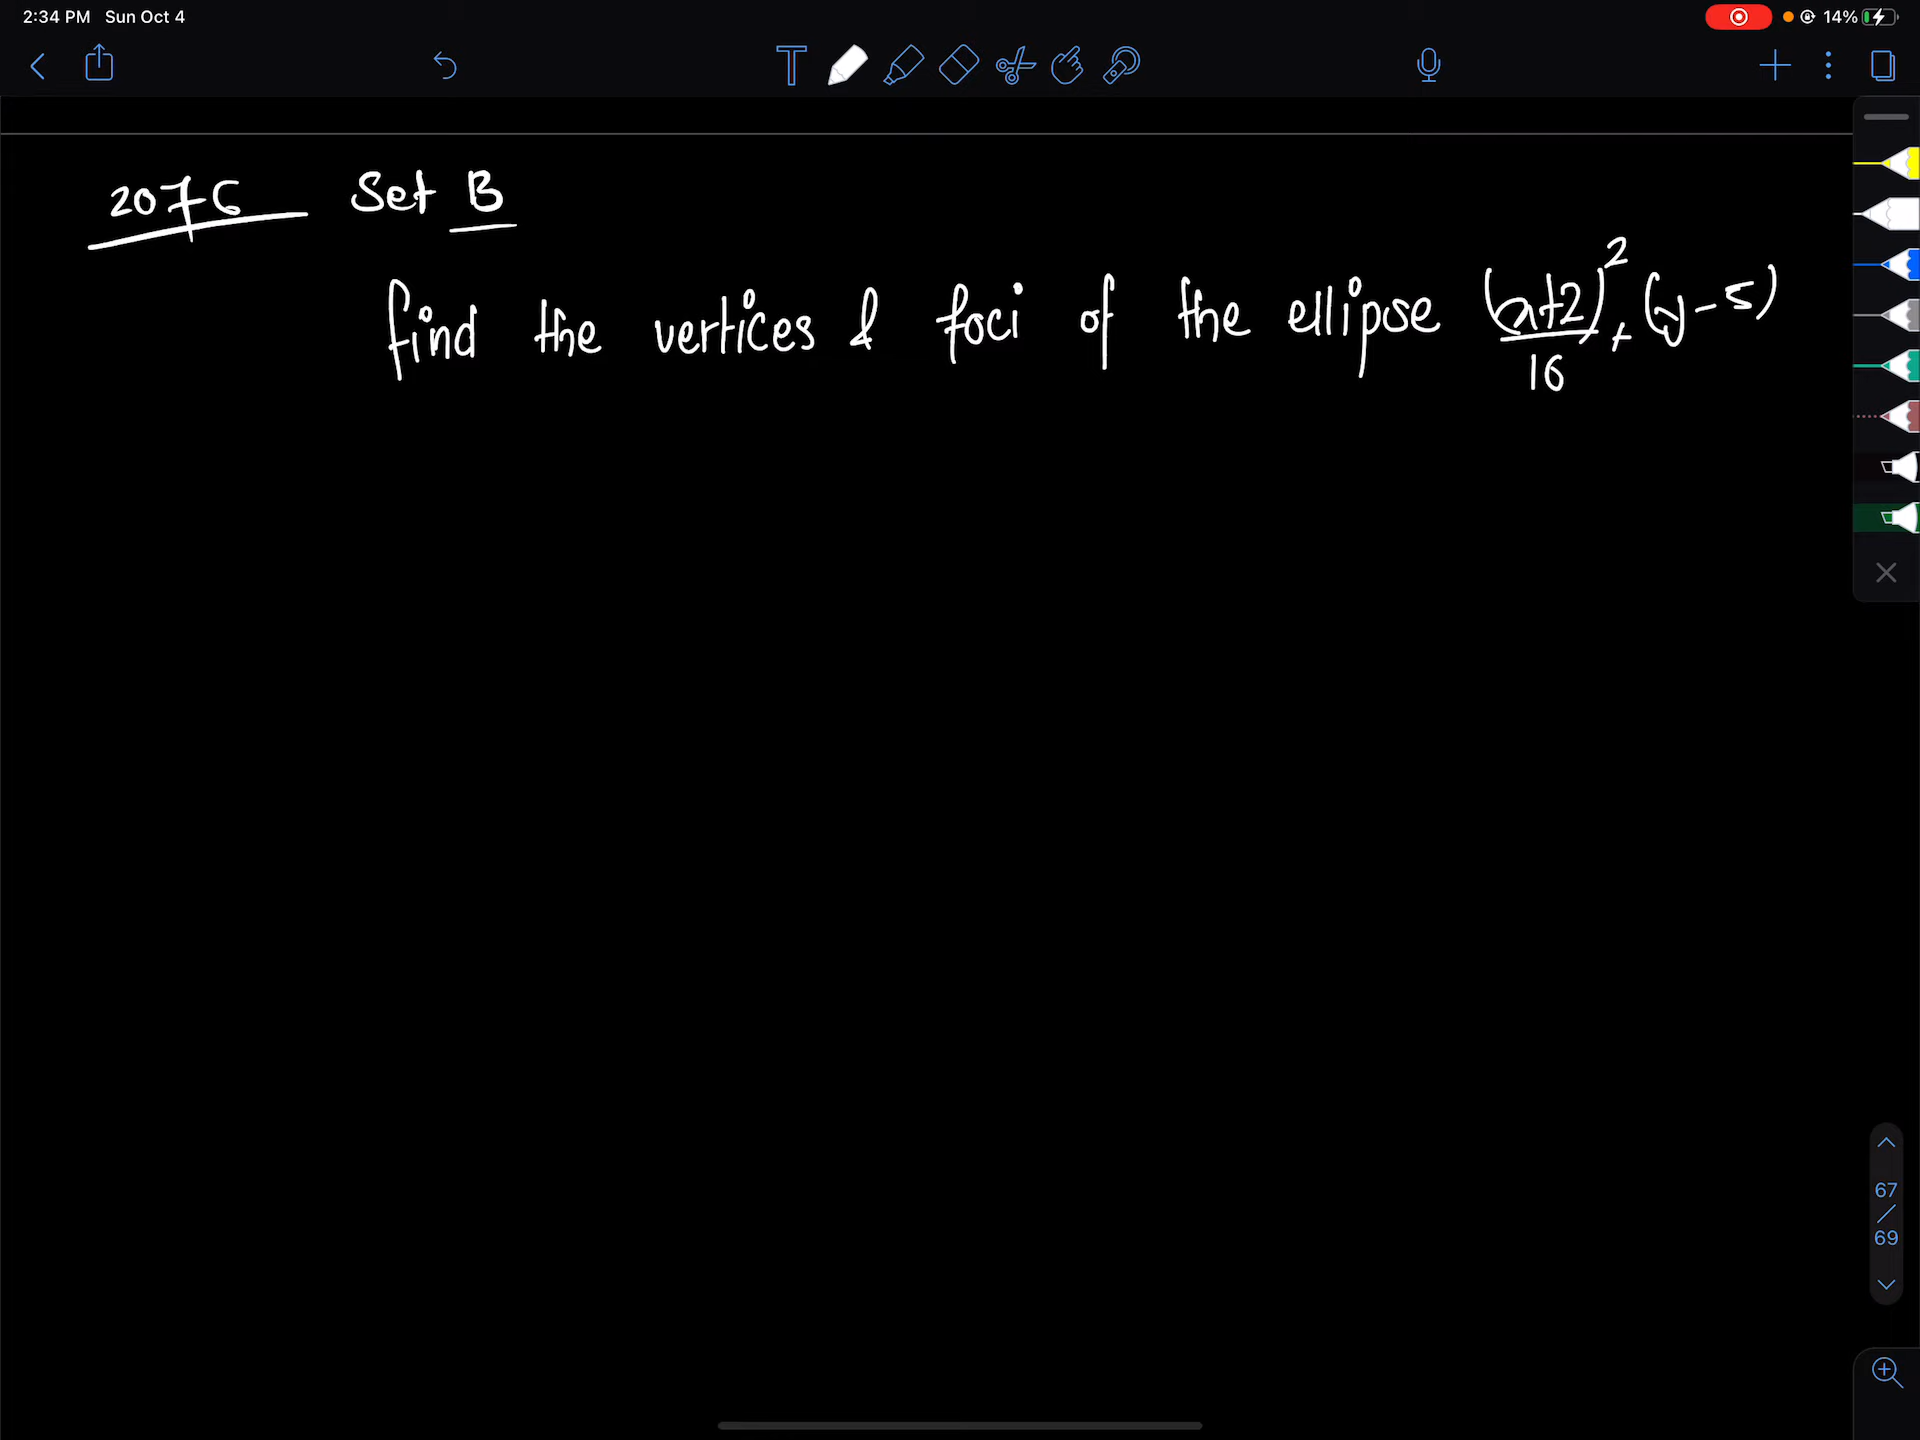 2:34 PM Sun Oct 4
14%
2076 Set B
find the vertices & foci of the ellipse (x+2)²/16 + (y-5)
67
/
69